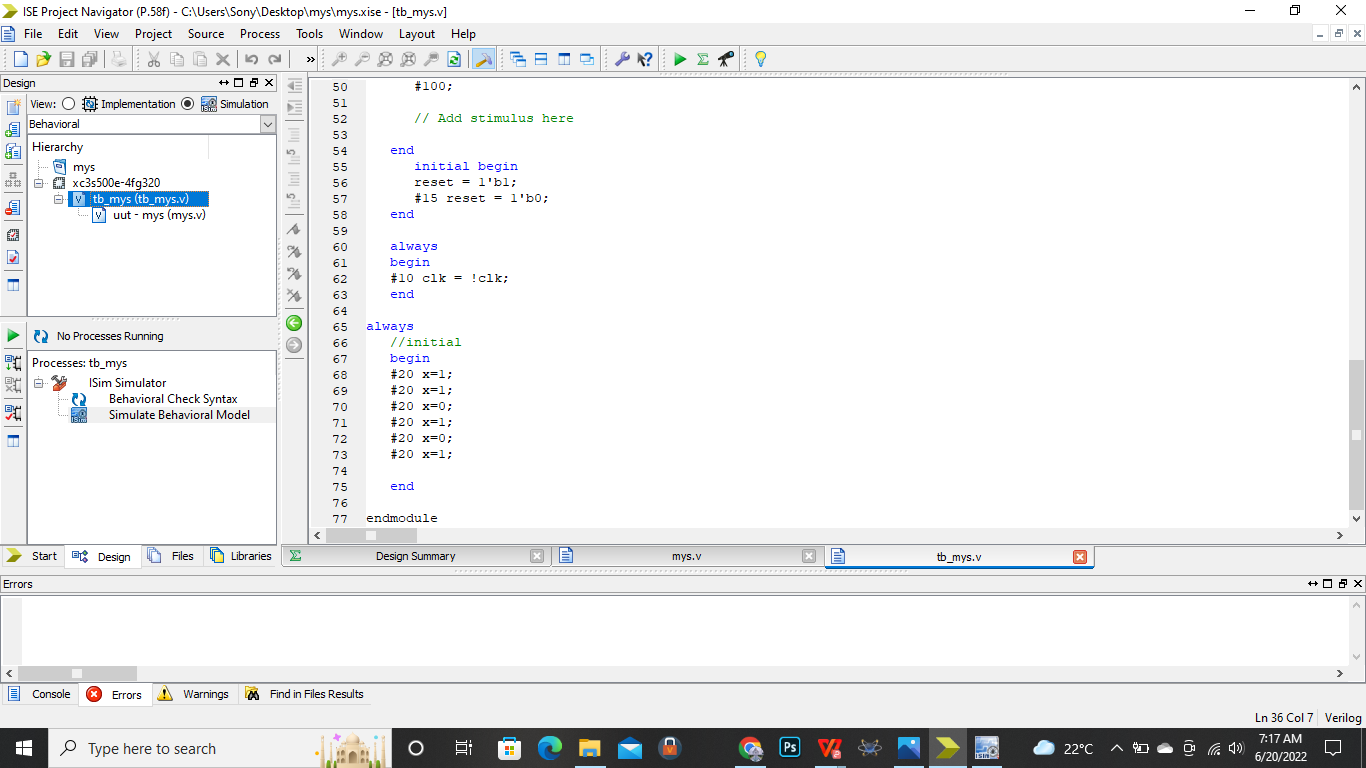 ISE Project Navigator (P.58f) - C:\Users\Sony\Desktop\mys\mys.xise - [tb_mys.v]
File Edit View Project Source Process Tools Window Layout Help
»
Design
View: Implementation Simulation
Behavioral
Hierarchy
mys
xc3s500e-4fg320
tb_mys (tb_mys.v)
uut - mys (mys.v)
No Processes Running
Processes: tb_mys
ISim Simulator
Behavioral Check Syntax
Simulate Behavioral Model
Start Design Files Libraries
50 #100;
51
52 // Add stimulus here
53
54 end
55 initial begin
56 reset = 1'b1;
57 #15 reset = 1'b0;
58 end
59
60 always
61 begin
62 #10 clk = !clk;
63 end
64
65 always
66 //initial
67 begin
68 #20 x=1;
69 #20 x=1;
70 #20 x=0;
71 #20 x=1;
72 #20 x=0;
73 #20 x=1;
74
75 end
76
77 endmodule
Design Summary mys.v tb_mys.v
Errors
Console Errors Warnings Find in Files Results
Ln 36 Col 7 Verilog
Type here to search
Ps
22°C
7:17 AM
6/20/2022